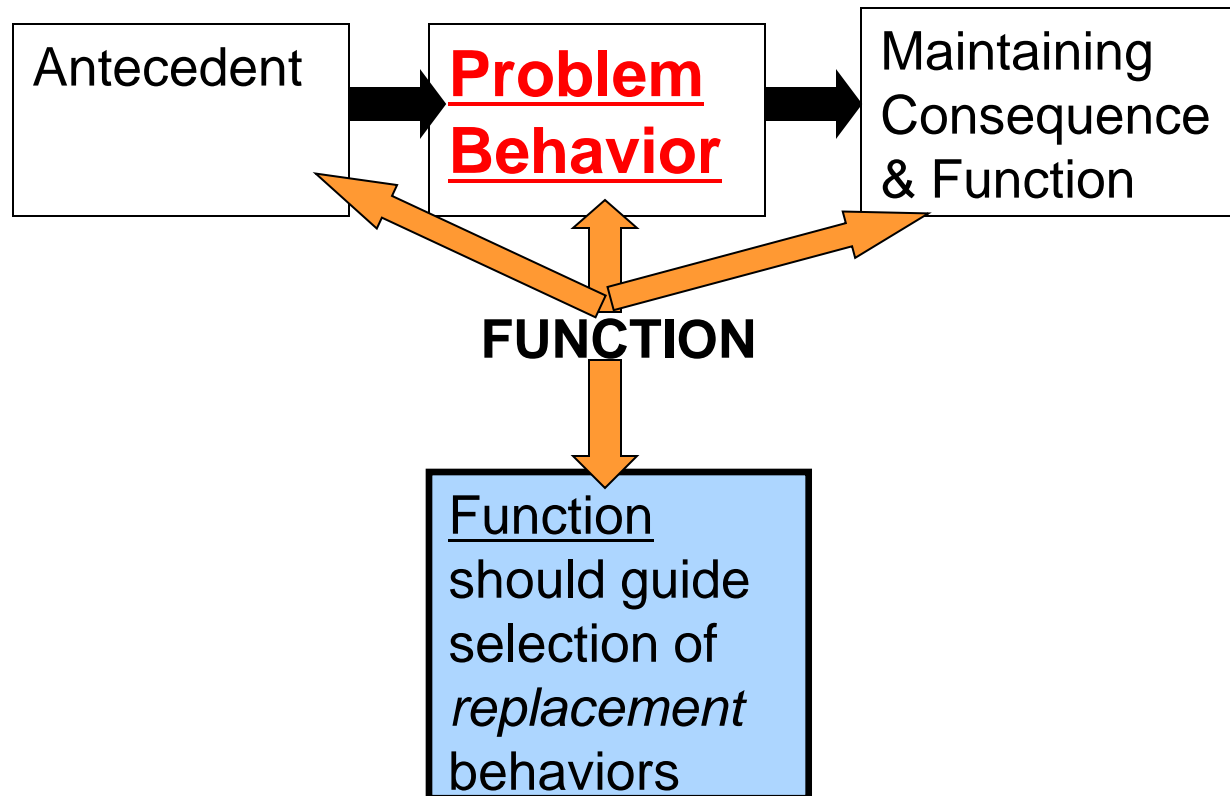 Antecedent
Problem
Behavior
Maintaining
Consequence
& Function
FUNCTION
Function
should guide
selection of
replacement
behaviors